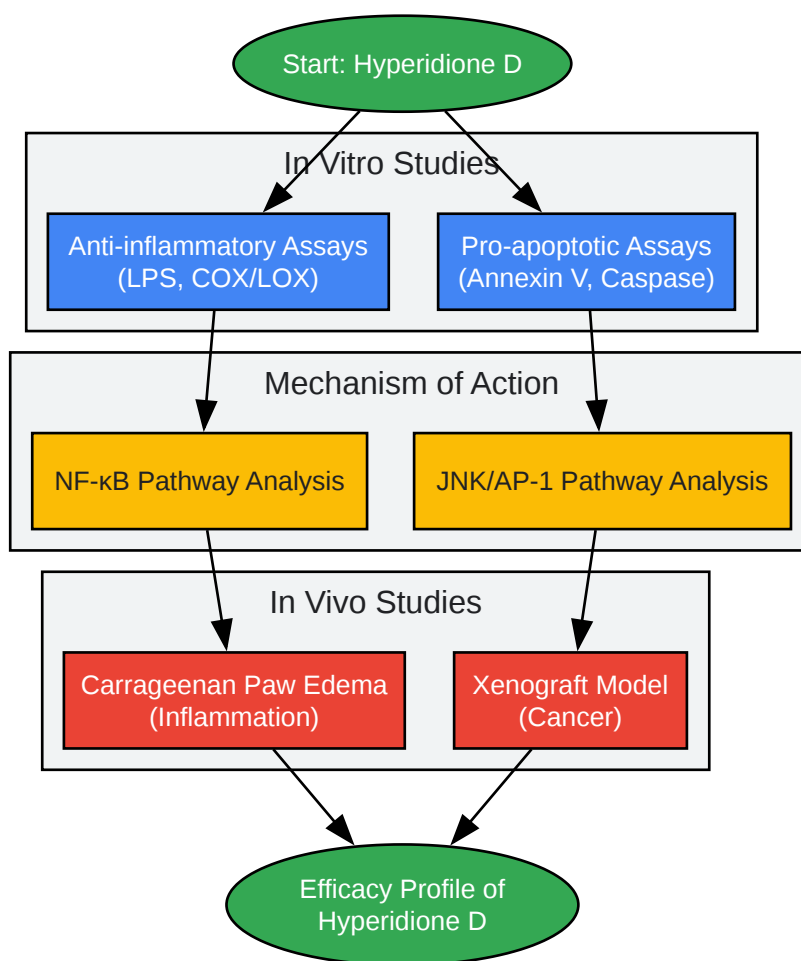 Start: Hyperidione D
In Vitro Studies
Anti-inflammatory Assays
(LPS, COX/LOX)
Pro-apoptotic Assays
(Annexin V, Caspase)
Mechanism of Action
NF-κB Pathway Analysis
JNK/AP-1 Pathway Analysis
In Vivo Studies
Carrageenan Paw Edema
(Inflammation)
Xenograft Model
(Cancer)
Efficacy Profile of
Hyperidione D